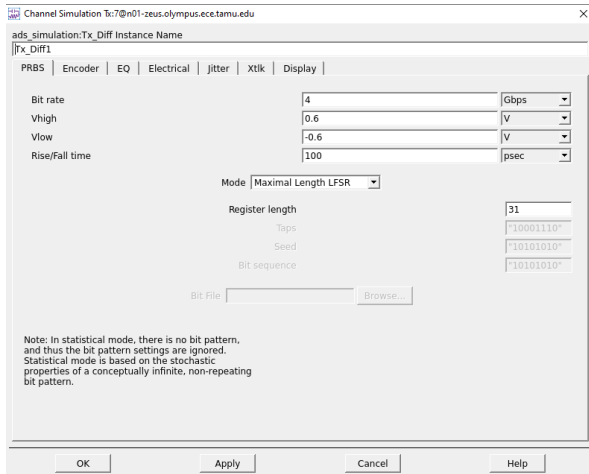 Channel Simulation Tx:7@n01-zeus.olympus.ece.tamu.edu
ads_simulation:Tx_Diff Instance Name
Tx_Diff1
PRBS Encoder EQ Electrical Jitter Xtlk Display
Bit rate 4 Gbps
Vhigh 0.6 V
Vlow -0.6 V
Rise/Fall time 100 psec
Mode Maximal Length LFSR
Register length 31
Taps "10001110"
Seed "10101010"
Bit sequence "10101010"
Bit File Browse...
Note: In statistical mode, there is no bit pattern,
and thus the bit pattern settings are ignored.
Statistical mode is based on the stochastic
properties of a conceptually infinite, non-repeating
bit pattern.
OK Apply Cancel Help